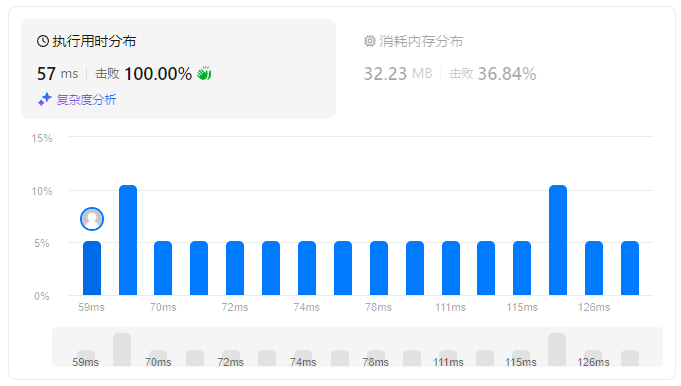 执行用时分布
57 ms 击败 100.00%
复杂度分析
消耗内存分布
32.23 MB 击败 36.84%
15%
10%
5%
0%
59ms 70ms 72ms 74ms 78ms 111ms 115ms 126ms
59ms 70ms 72ms 74ms 78ms 111ms 115ms 126ms